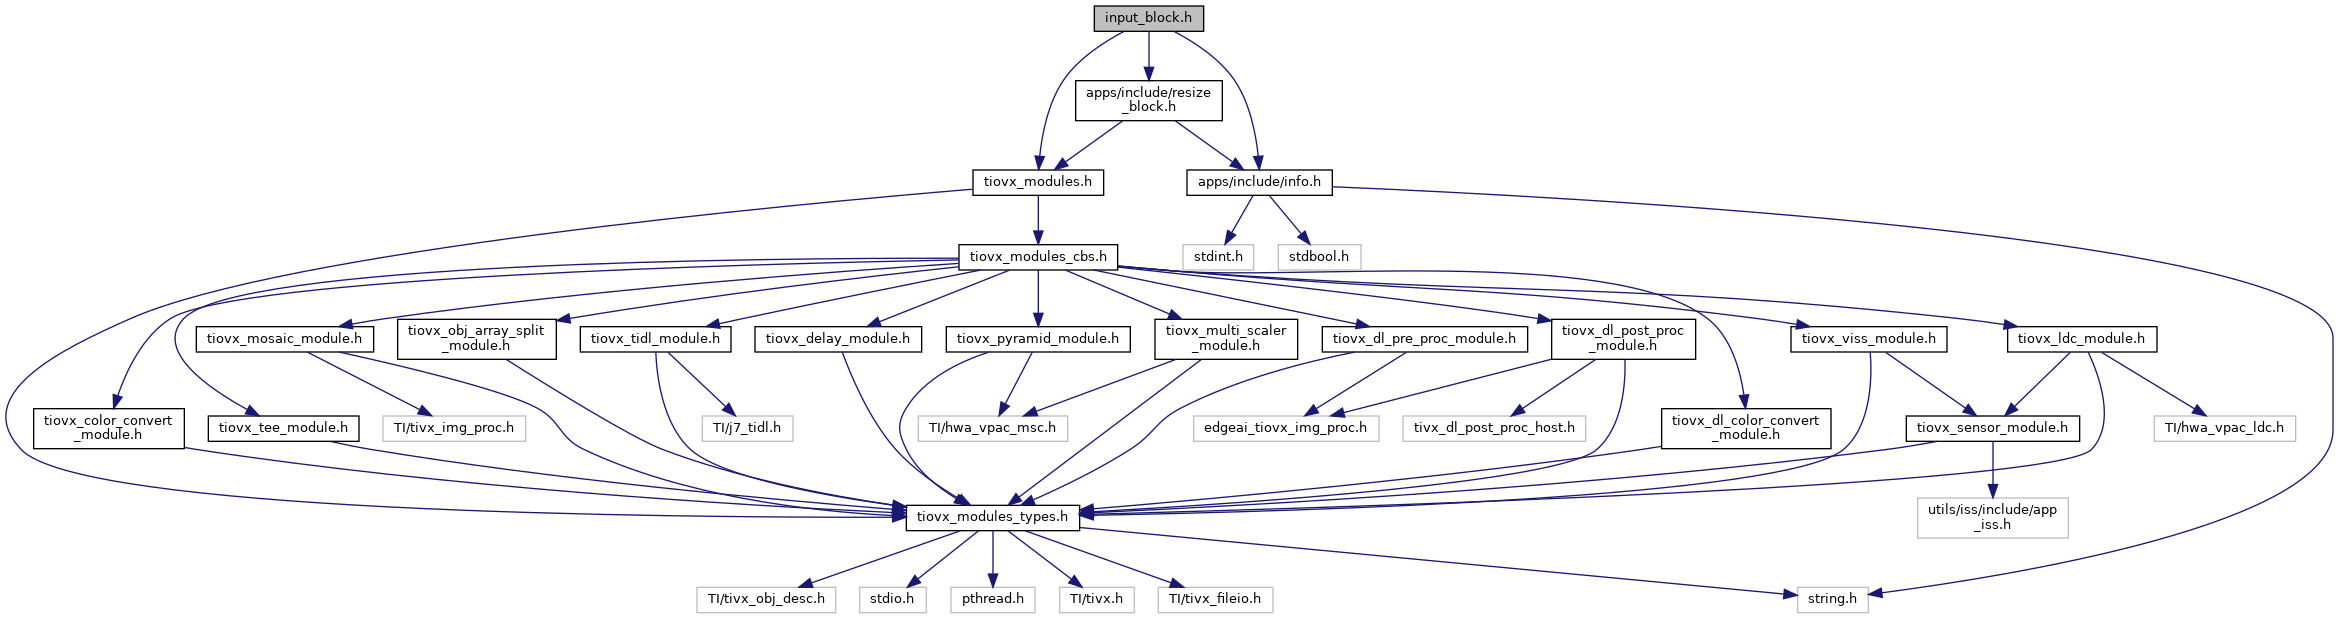 input_block.h
apps/include/resize
_block.h
tiovx_modules.h
apps/include/info.h
tiovx_modules_cbs.h
stdint.h
stdbool.h
tiovx_mosaic_module.h
tiovx_obj_array_split
_module.h
tiovx_tidl_module.h
tiovx_delay_module.h
tiovx_pyramid_module.h
tiovx_multi_scaler
_module.h
tiovx_dl_pre_proc_module.h
tiovx_dl_post_proc
_module.h
tiovx_viss_module.h
tiovx_ldc_module.h
tiovx_color_convert
_module.h
tiovx_tee_module.h
TI/tivx_img_proc.h
TI/j7_tidl.h
TI/hwa_vpac_msc.h
edgeai_tiovx_img_proc.h
tivx_dl_post_proc_host.h
tiovx_dl_color_convert
_module.h
tiovx_sensor_module.h
TI/hwa_vpac_ldc.h
tiovx_modules_types.h
utils/iss/include/app
_iss.h
TI/tivx_obj_desc.h
stdio.h
pthread.h
TI/tivx.h
TI/tivx_fileio.h
string.h